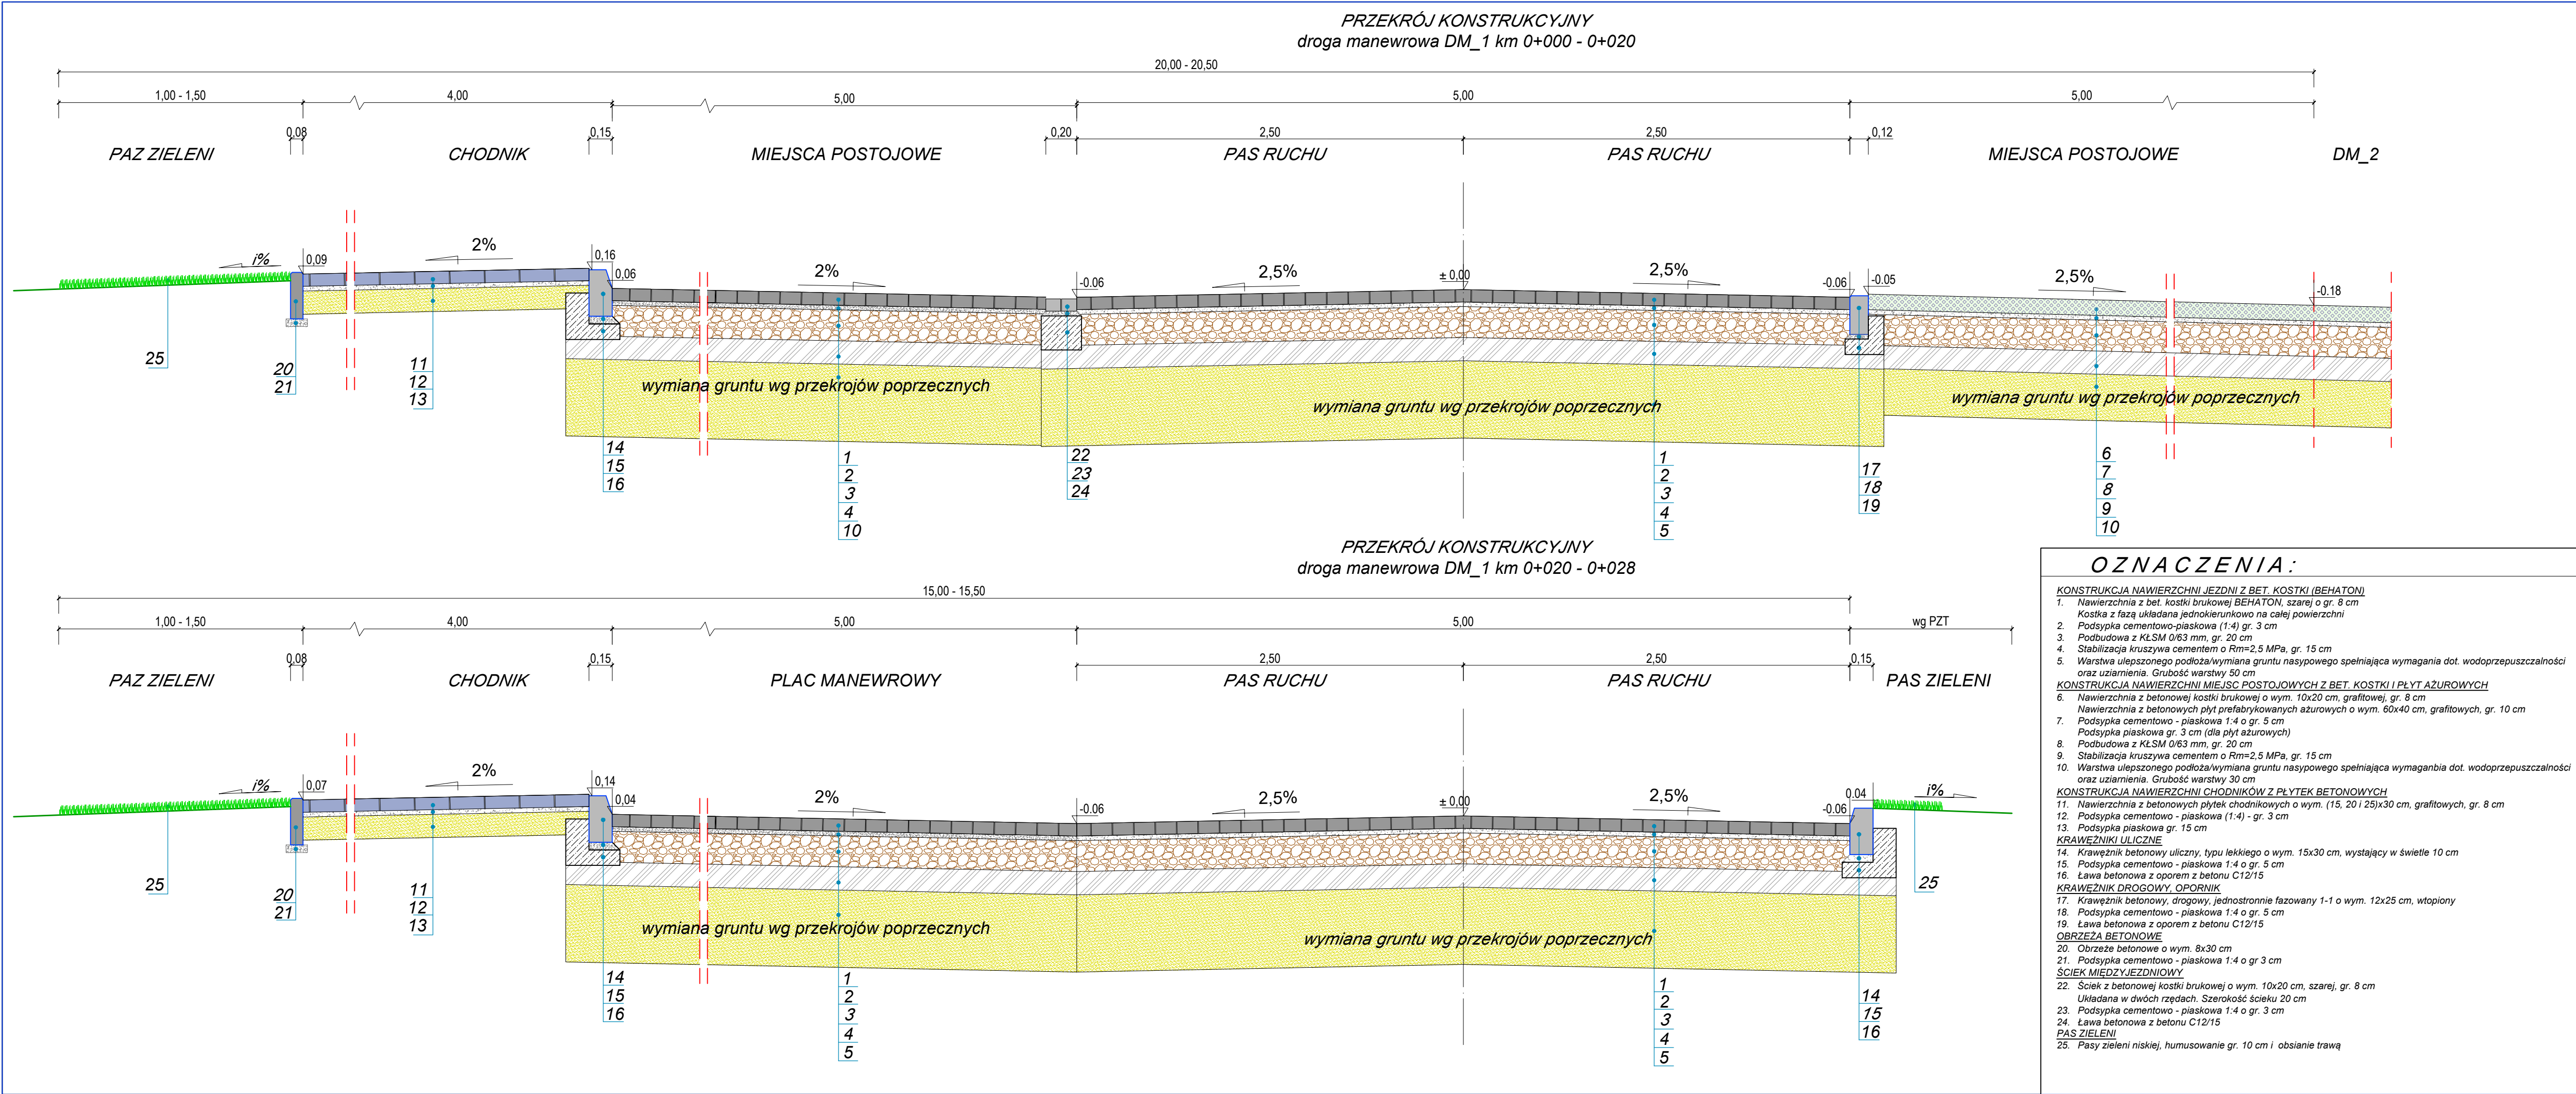 PRZEKRÓJ KONSTRUKCYJNY
droga manewrowa DM_1 km 0+000 - 0+020
20,00 - 20,50
1,00 - 1,50 4,00 5,00 5,00 5,00
0,08 0,15 0,20 2,50 2,50 0,12
PAZ ZIELENI CHODNIK MIEJSCA POSTOJOWE PAS RUCHU PAS RUCHU MIEJSCA POSTOJOWE DM_2
i% 0,09 2% 0,16 0,06 2% -0.06 2,5% ± 0,00 2,5% -0.06 -0.05 2,5% -0.18
wymiana gruntu wg przekrojów poprzecznych
wymiana gruntu wg przekrojów poprzecznych
wymiana gruntu wg przekrojów poprzecznych
25
20
21
11
12
13
14
15
16
1
2
3
4
10
22
23
24
1
2
3
4
5
17
18
19
6
7
8
9
10
PRZEKRÓJ KONSTRUKCYJNY
droga manewrowa DM_1 km 0+020 - 0+028
15,00 - 15,50
1,00 - 1,50 4,00 5,00 5,00 wg PZT
0,08 0,15 2,50 2,50 0,15
PAZ ZIELENI CHODNIK PLAC MANEWROWY PAS RUCHU PAS RUCHU PAS ZIELENI
i% 0,07 2% 0,14 0,04 2% -0.06 2,5% ± 0,00 2,5% -0.06 0.04 i%
wymiana gruntu wg przekrojów poprzecznych
wymiana gruntu wg przekrojów poprzecznych
25
20
21
11
12
13
14
15
16
1
2
3
4
5
1
2
3
4
5
14
15
16
25
OZNACZENIA:
KONSTRUKCJA NAWIERZCHNI JEZDNI Z BET. KOSTKI (BEHATON)
1. Nawierzchnia z bet. kostki brukowej BEHATON, szarej o gr. 8 cm
Kostka z fazą układana jednokierunkowo na całej powierzchni
2. Podsypka cementowo-piaskowa (1:4) gr. 3 cm
3. Podbudowa z KŁSM 0/63 mm, gr. 20 cm
4. Stabilizacja kruszywa cementem o Rm=2,5 MPa, gr. 15 cm
5. Warstwa ulepszonego podłoża/wymiana gruntu nasypowego spełniająca wymagania dot. wodoprzepuszczalności
oraz uziarnienia. Grubość warstwy 50 cm
KONSTRUKCJA NAWIERZCHNI MIEJSC POSTOJOWYCH Z BET. KOSTKI I PŁYT AŻUROWYCH
6. Nawierzchnia z betonowej kostki brukowej o wym. 10x20 cm, grafitowej, gr. 8 cm
Nawierzchnia z betonowych płyt prefabrykowanych ażurowych o wym. 60x40 cm, grafitowych, gr. 10 cm
7. Podsypka cementowo - piaskowa 1:4 o gr. 5 cm
Podsypka piaskowa gr. 3 cm (dla płyt ażurowych)
8. Podbudowa z KŁSM 0/63 mm, gr. 20 cm
9. Stabilizacja kruszywa cementem o Rm=2,5 MPa, gr. 15 cm
10. Warstwa ulepszonego podłoża/wymiana gruntu nasypowego spełniająca wymaganbia dot. wodoprzepuszczalności
oraz uziarnienia. Grubość warstwy 30 cm
KONSTRUKCJA NAWIERZCHNI CHODNIKÓW Z PŁYTEK BETONOWYCH
11. Nawierzchnia z betonowych płytek chodnikowych o wym. (15, 20 i 25)x30 cm, grafitowych, gr. 8 cm
12. Podsypka cementowo - piaskowa (1:4) - gr. 3 cm
13. Podsypka piaskowa gr. 15 cm
KRAWĘŻNIKI ULICZNE
14. Krawężnik betonowy uliczny, typu lekkiego o wym. 15x30 cm, wystający w świetle 10 cm
15. Podsypka cementowo - piaskowa 1:4 o gr. 5 cm
16. Ława betonowa z oporem z betonu C12/15
KRAWĘŻNIK DROGOWY, OPORNIK
17. Krawężnik betonowy, drogowy, jednostronnie fazowany 1-1 o wym. 12x25 cm, wtopiony
18. Podsypka cementowo - piaskowa 1:4 o gr. 5 cm
19. Ława betonowa z oporem z betonu C12/15
OBRZEŻA BETONOWE
20. Obrzeże betonowe o wym. 8x30 cm
21. Podsypka cementowo - piaskowa 1:4 o gr 3 cm
ŚCIEK MIĘDZYJEZDNIOWY
22. Ściek z betonowej kostki brukowej o wym. 10x20 cm, szarej, gr. 8 cm
Układana w dwóch rzędach. Szerokość ścieku 20 cm
23. Podsypka cementowo - piaskowa 1:4 o gr. 3 cm
24. Ława betonowa z betonu C12/15
PAS ZIELENI
25. Pasy zieleni niskiej, humusowanie gr. 10 cm i obsianie trawą